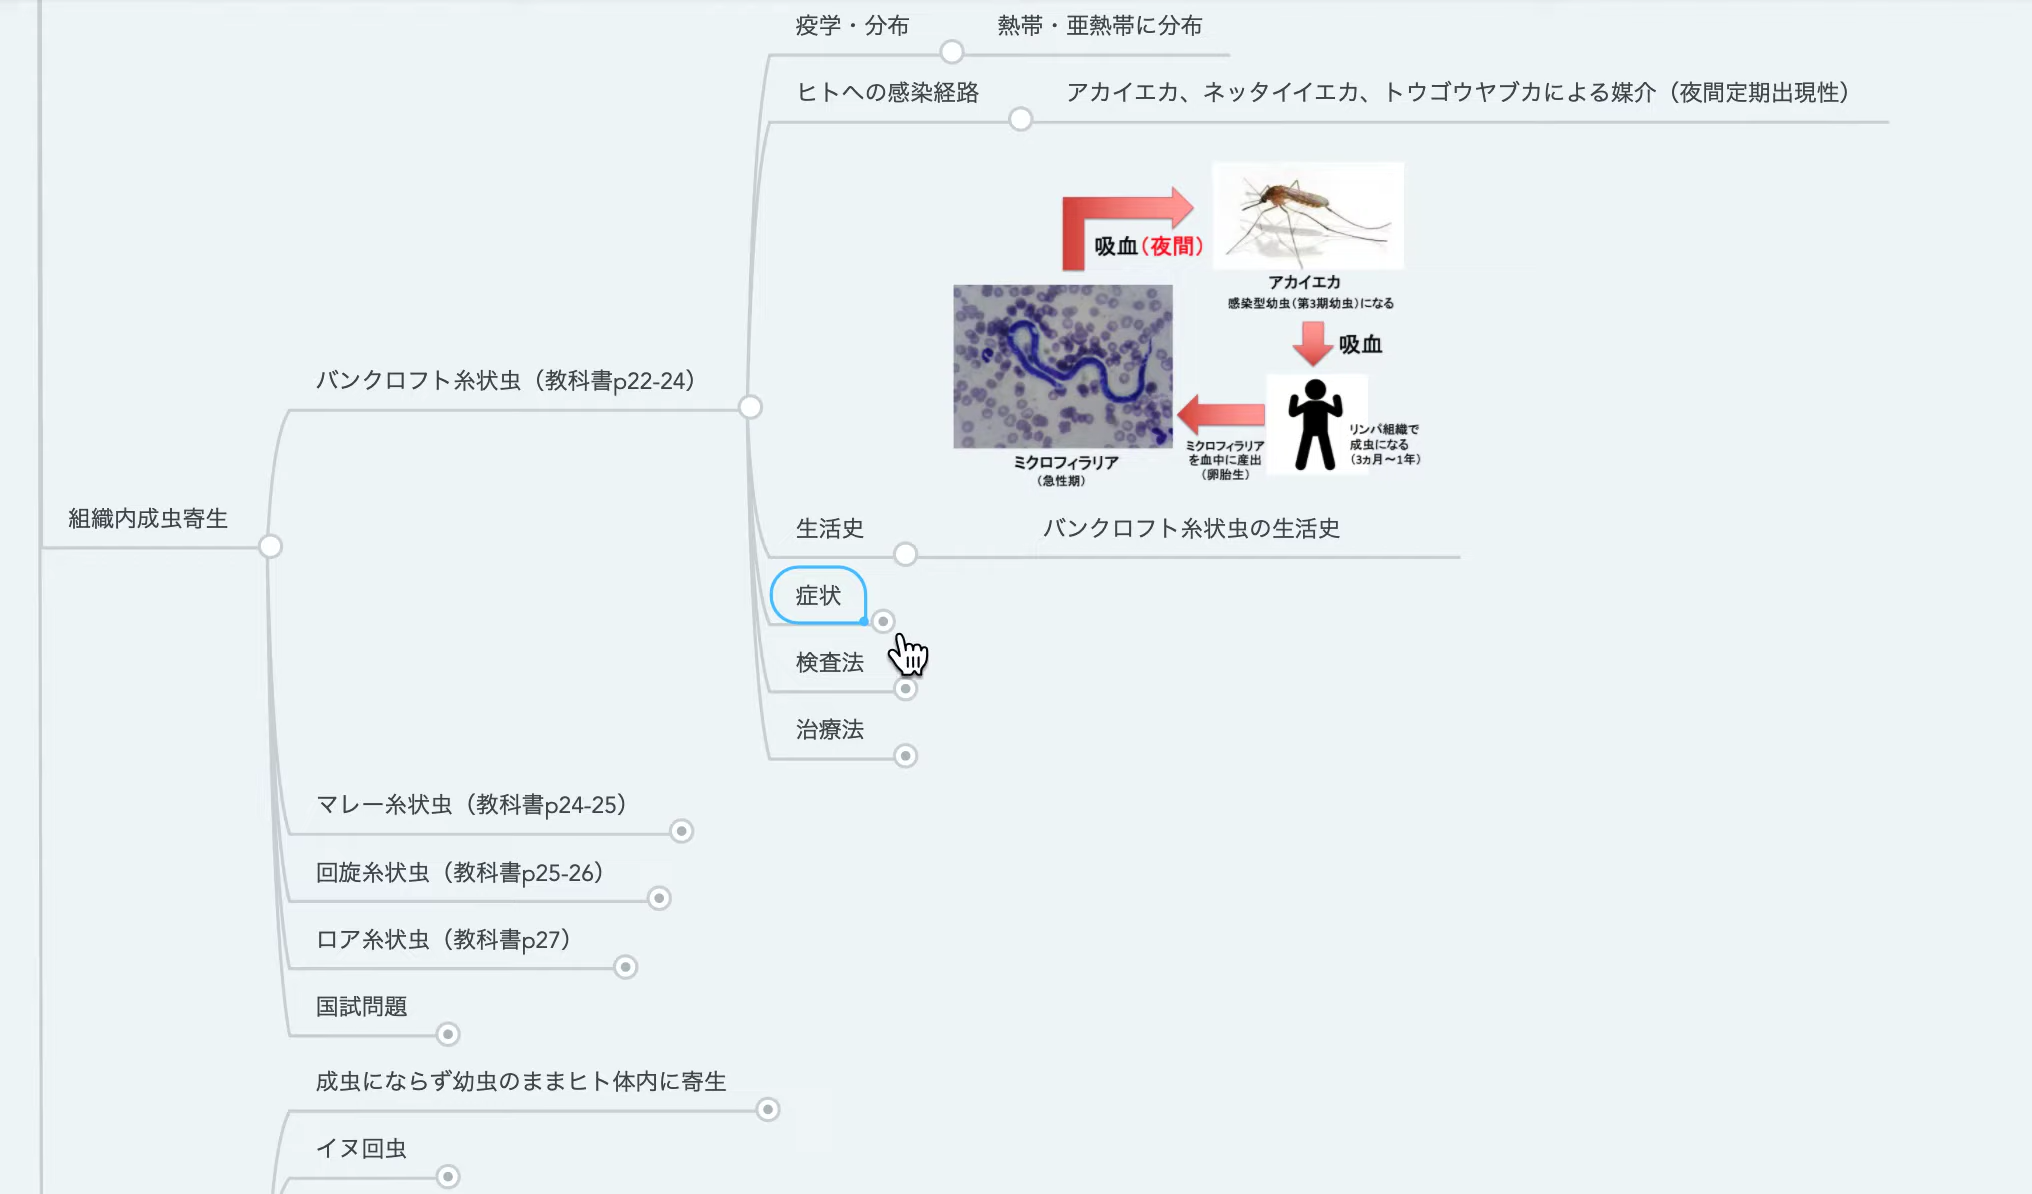 疫学・分布
熱帯・亜熱帯に分布
ヒトへの感染経路
アカイエカ、ネッタイイエカ、トウゴウヤブカによる媒介（夜間定期出現性）
吸血（夜間）
アカイエカ
感染型幼虫（第3期幼虫）になる
吸血
リンパ組織で
成虫になる
（3ヵ月〜1年）
ミクロフィラリア
を血中に産出
（卵胎生）
ミクロフィラリア
（急性期）
バンクロフト糸状虫（教科書p22-24）
組織内成虫寄生
生活史
バンクロフト糸状虫の生活史
症状
検査法
治療法
マレー糸状虫（教科書p24-25）
回旋糸状虫（教科書p25-26）
ロア糸状虫（教科書p27）
国試問題
成虫にならず幼虫のままヒト体内に寄生
イヌ回虫